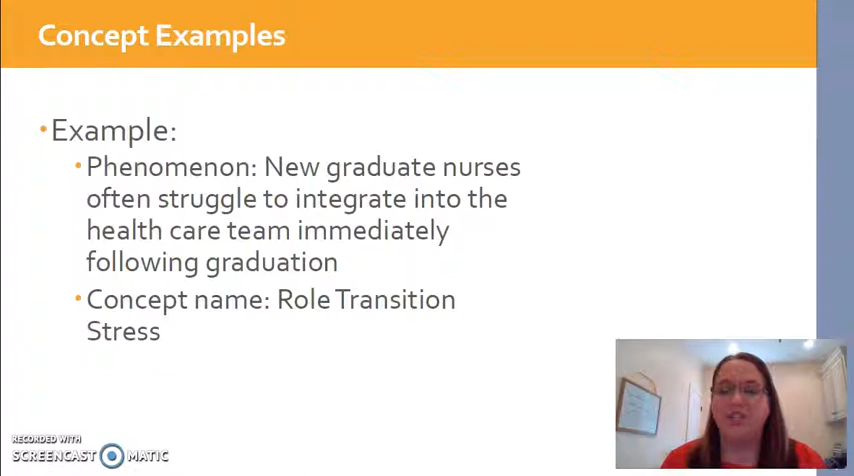 Concept Examples
Example:
Phenomenon: New graduate nurses
often struggle to integrate into the
health care team immediately
following graduation
Concept name: Role Transition
Stress
RECORDED WITH
SCREENCAST MATIC